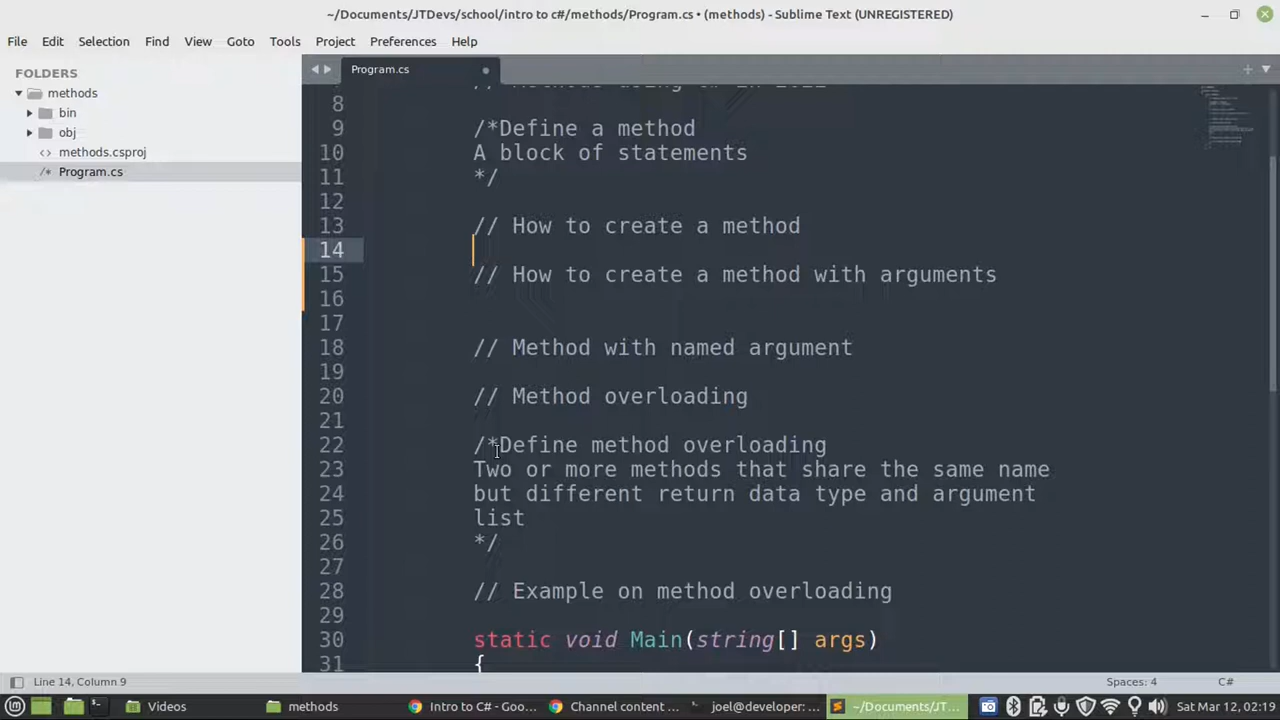 ~/Documents/JTDevs/school/intro to c#/methods/Program.cs • (methods) - Sublime Text (UNREGISTERED)
File Edit Selection Find View Goto Tools Project Preferences Help
FOLDERS
methods
bin
obj
<> methods.csproj
/* Program.cs
Program.cs
8
9 /*Define a method
10 A block of statements
11 */
12
13 // How to create a method
14
15 // How to create a method with arguments
16
17
18 // Method with named argument
19
20 // Method overloading
21
22 /*Define method overloading
23 Two or more methods that share the same name
24 but different return data type and argument
25 list
26 */
27
28 // Example on method overloading
29
30 static void Main(string[] args)
31 {
Line 14, Column 9
Spaces: 4
C#
Videos
methods
Intro to C# - Goo...
Channel content ...
joel@developer: ...
~/Documents/JT...
Sat Mar 12, 02:19